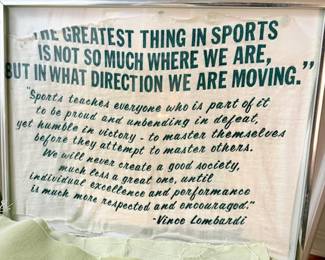 "THE GREATEST THING IN SPORTS
IS NOT SO MUCH WHERE WE ARE,
BUT IN WHAT DIRECTION WE ARE MOVING."
"Sports teaches everyone who is part of it
to be proud and unbending in defeat,
yet humble in victory - to master themselves
before they attempt to master others.
We will never create a good society,
much less a great one, until
individual excellence and performance
is much more respected and encouraged."
-Vince Lombardi